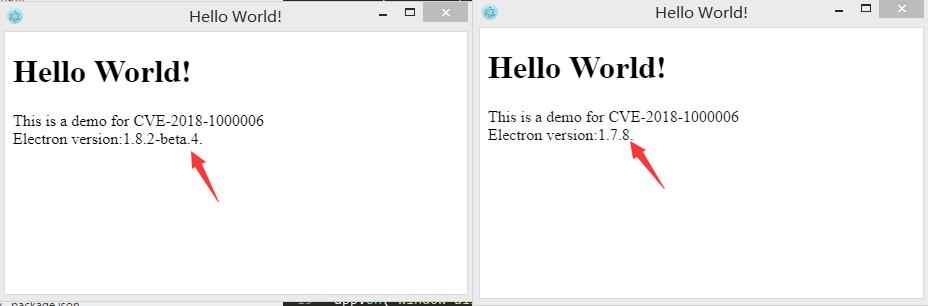 Hello World!
Hello World!
This is a demo for CVE-2018-1000006
Electron version:1.8.2-beta.4.
Hello World!
Hello World!
This is a demo for CVE-2018-1000006
Electron version:1.7.8.
package.json